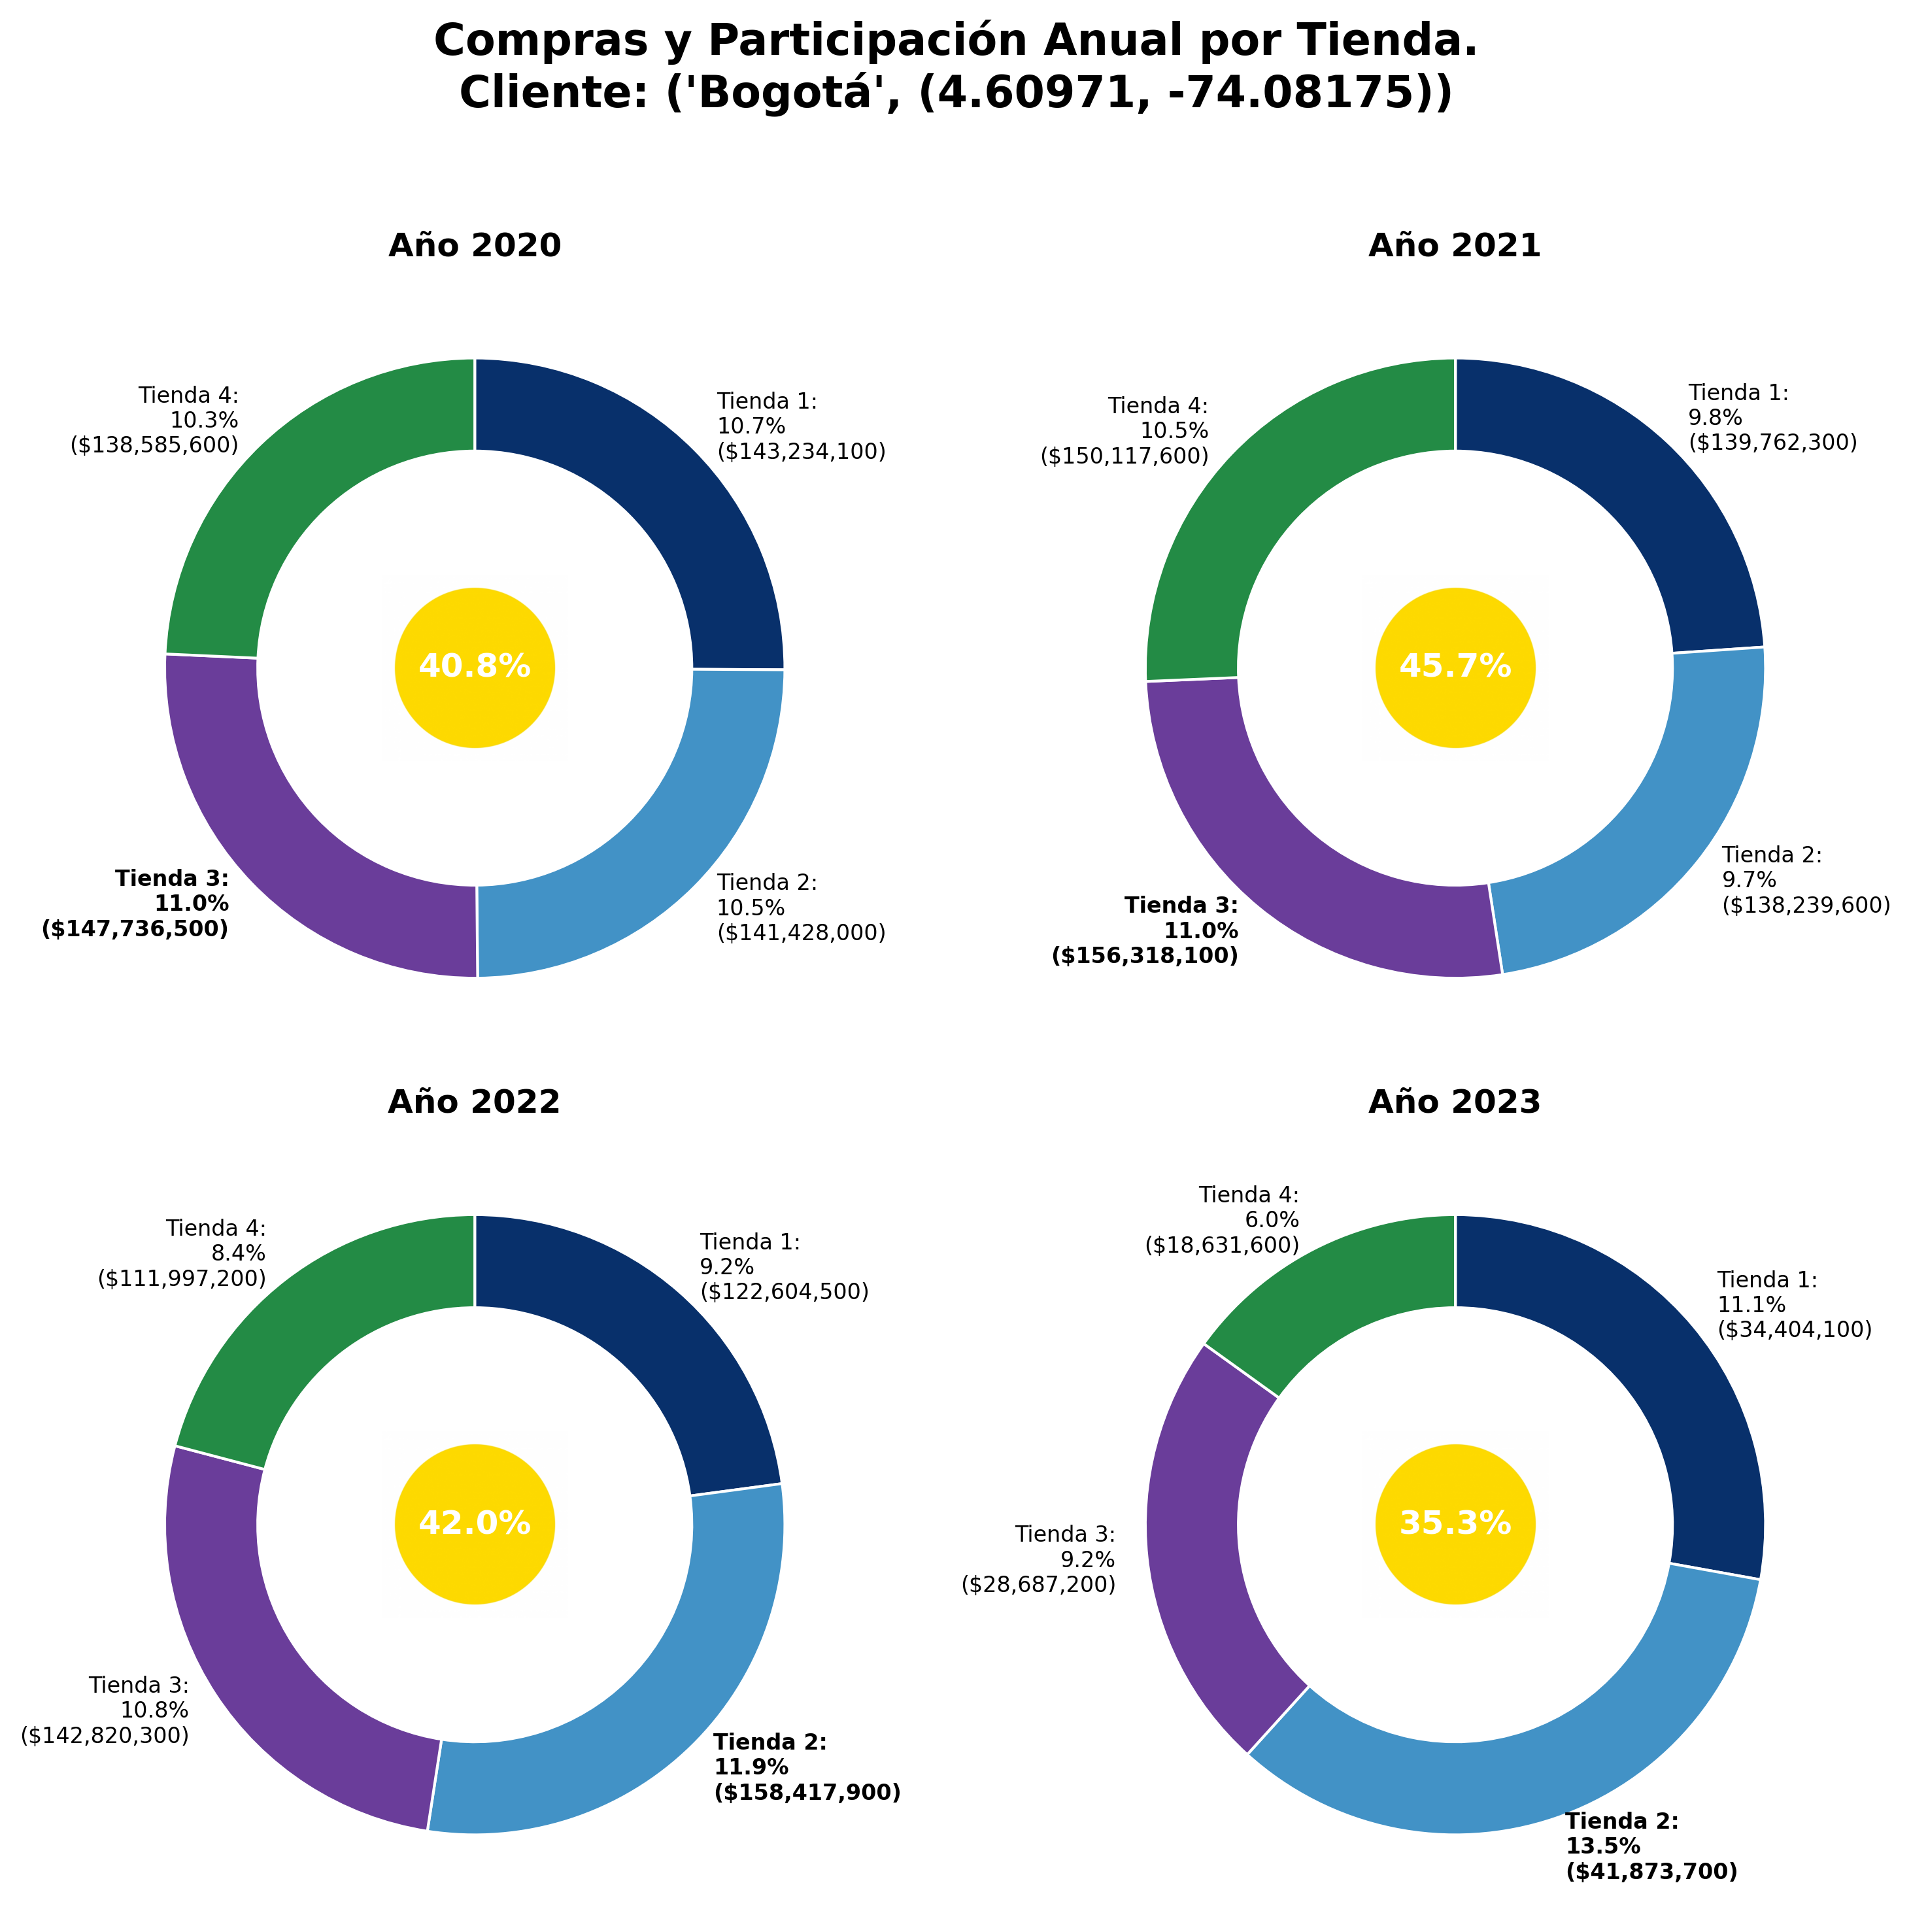 Compras y Participación Anual por Tienda.
Cliente: ('Bogotá', (4.60971, -74.08175))
Año 2020
Tienda 4:
10.3%
($138,585,600)
Tienda 1:
10.7%
($143,234,100)
40.8%
Tienda 3:
11.0%
($147,736,500)
Tienda 2:
10.5%
($141,428,000)
Año 2021
Tienda 4:
10.5%
($150,117,600)
Tienda 1:
9.8%
($139,762,300)
45.7%
Tienda 3:
11.0%
($156,318,100)
Tienda 2:
9.7%
($138,239,600)
Año 2022
Tienda 4:
8.4%
($111,997,200)
Tienda 1:
9.2%
($122,604,500)
42.0%
Tienda 3:
10.8%
($142,820,300)
Tienda 2:
11.9%
($158,417,900)
Año 2023
Tienda 4:
6.0%
($18,631,600)
Tienda 1:
11.1%
($34,404,100)
35.3%
Tienda 3:
9.2%
($28,687,200)
Tienda 2:
13.5%
($41,873,700)